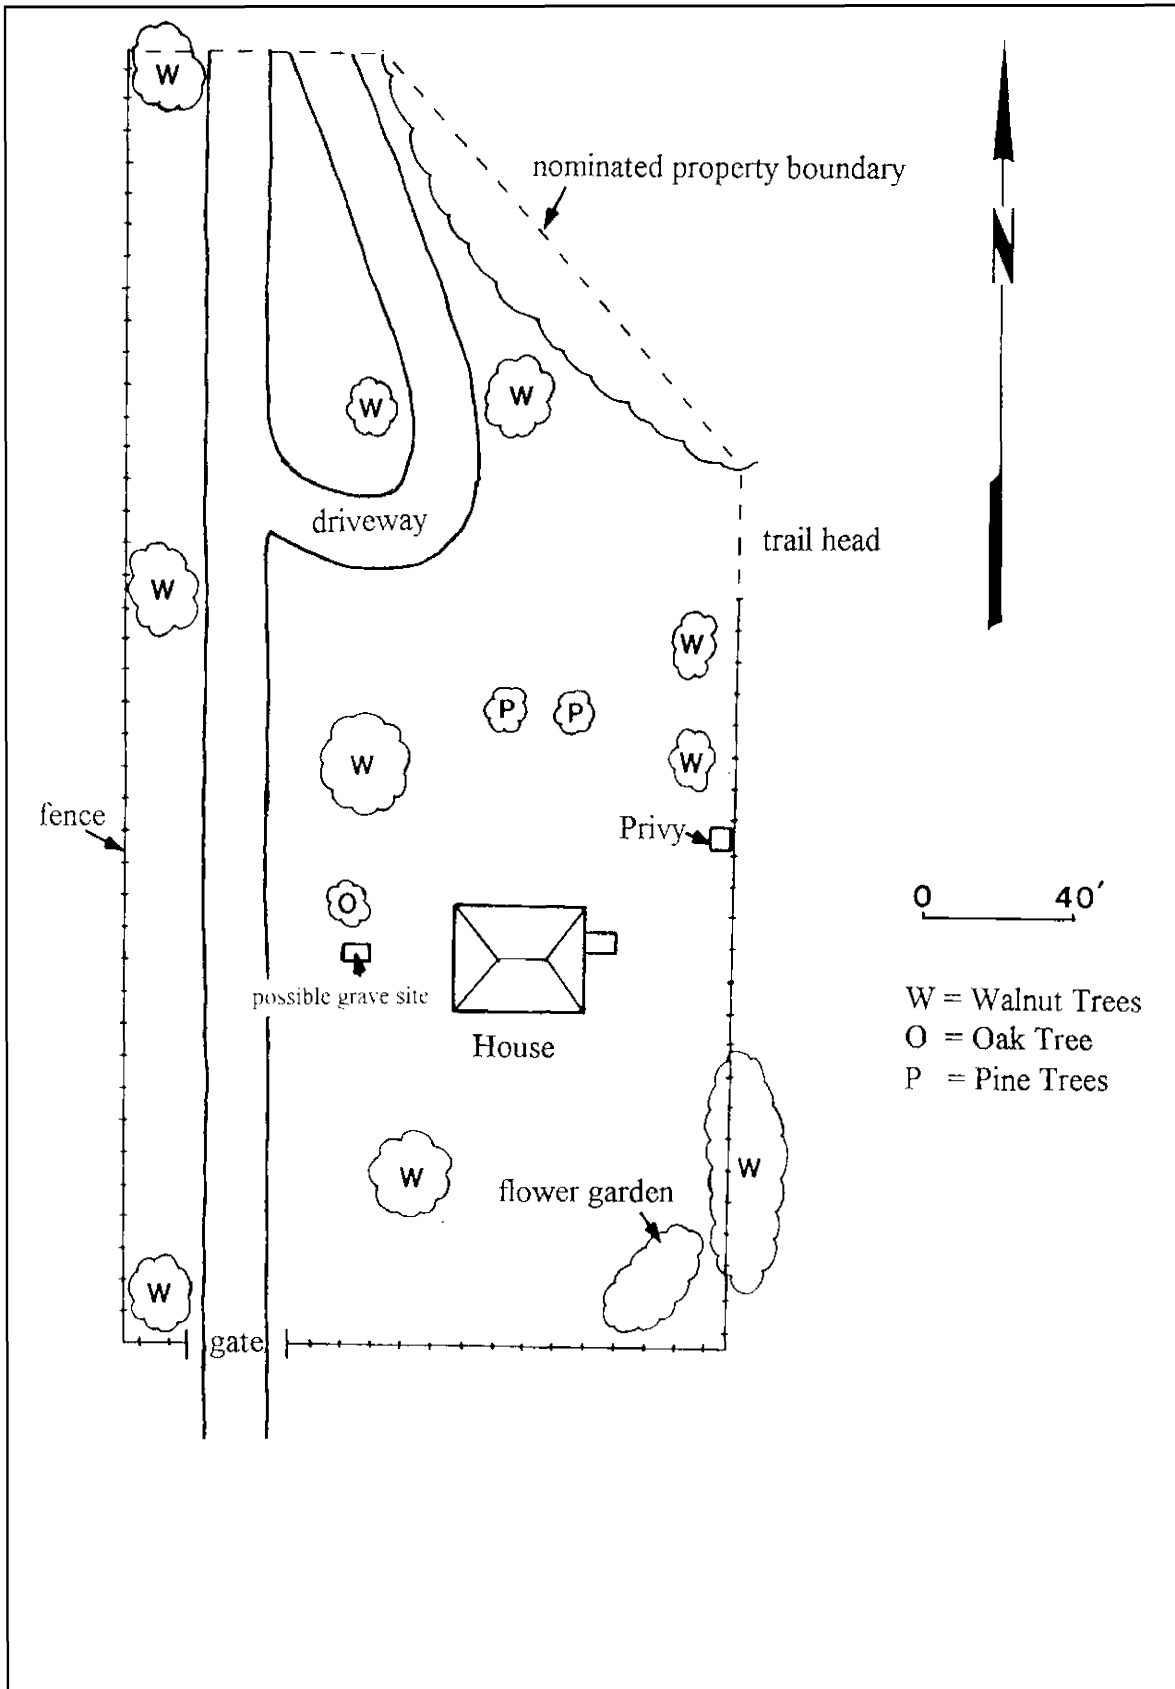 W
nominated property boundary
N
W
W
driveway
trail head
W
W
P
P
W
W
fence
Privy
O
0 40'
possible grave site
W = Walnut Trees
O = Oak Tree
P = Pine Trees
House
W
W
flower garden
W
gate